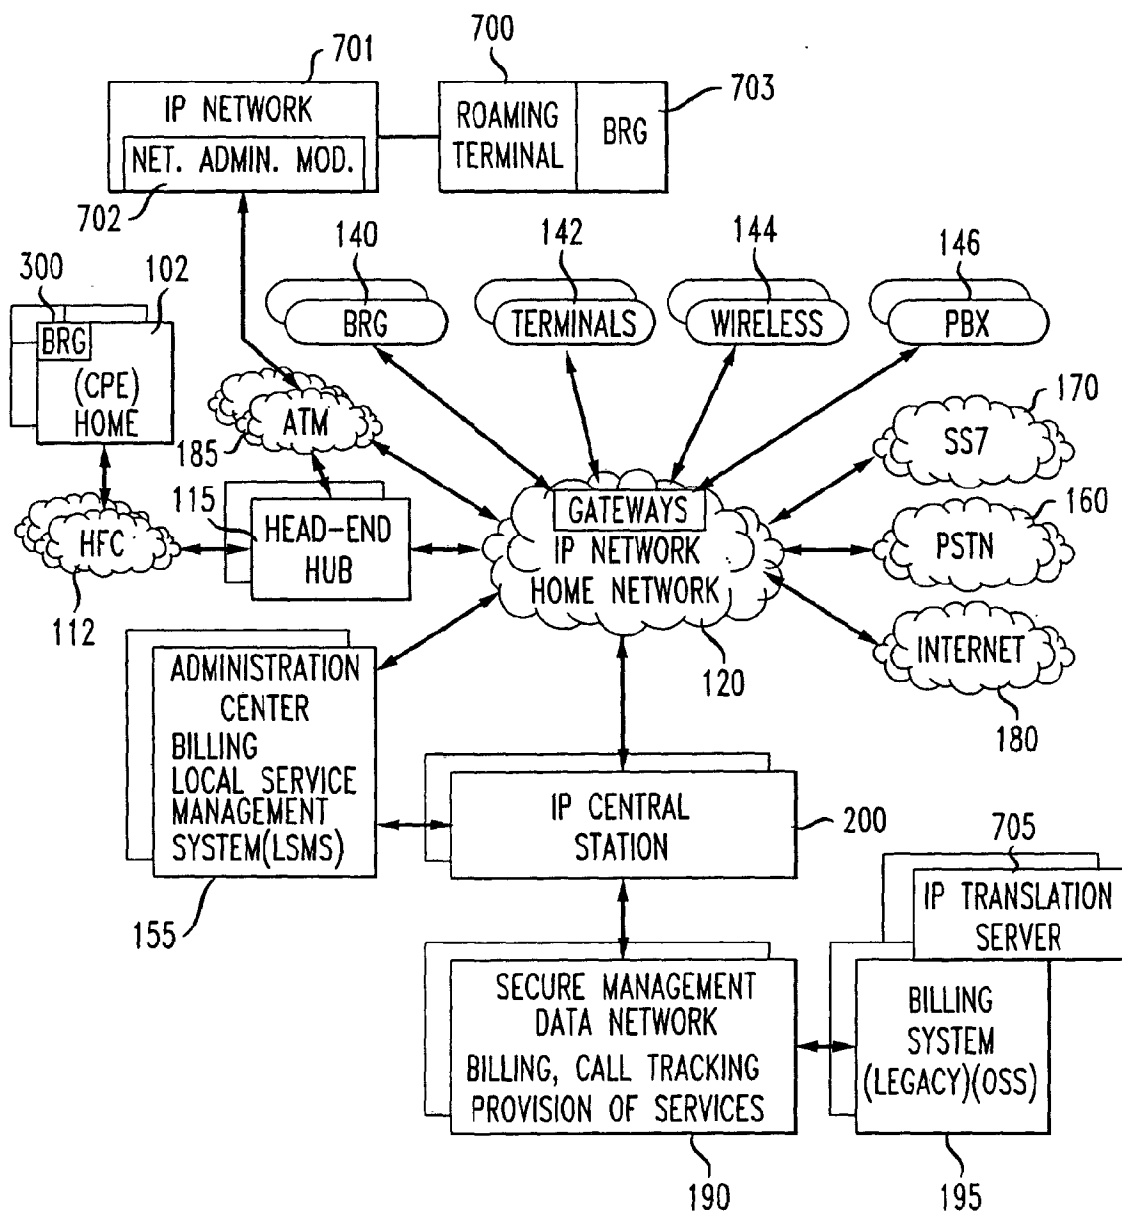 701
700
703
IP NETWORK
ROAMING
TERMINAL
BRG
NET. ADMIN. MOD.
702
140
142
144
146
300
102
BRG
TERMINALS
WIRELESS
PBX
BRG
(CPE)
HOME
ATM
185
170
SS7
115
HEAD-END
HUB
GATEWAYS
IP NETWORK
HOME NETWORK
160
PSTN
HFC
112
INTERNET
120
180
ADMINISTRATION
CENTER
BILLING
LOCAL SERVICE
MANAGEMENT
SYSTEM(LSMS)
155
IP CENTRAL
STATION
200
705
IP TRANSLATION
SERVER
SECURE MANAGEMENT
DATA NETWORK
BILLING, CALL TRACKING
PROVISION OF SERVICES
190
BILLING
SYSTEM
(LEGACY)(OSS)
195